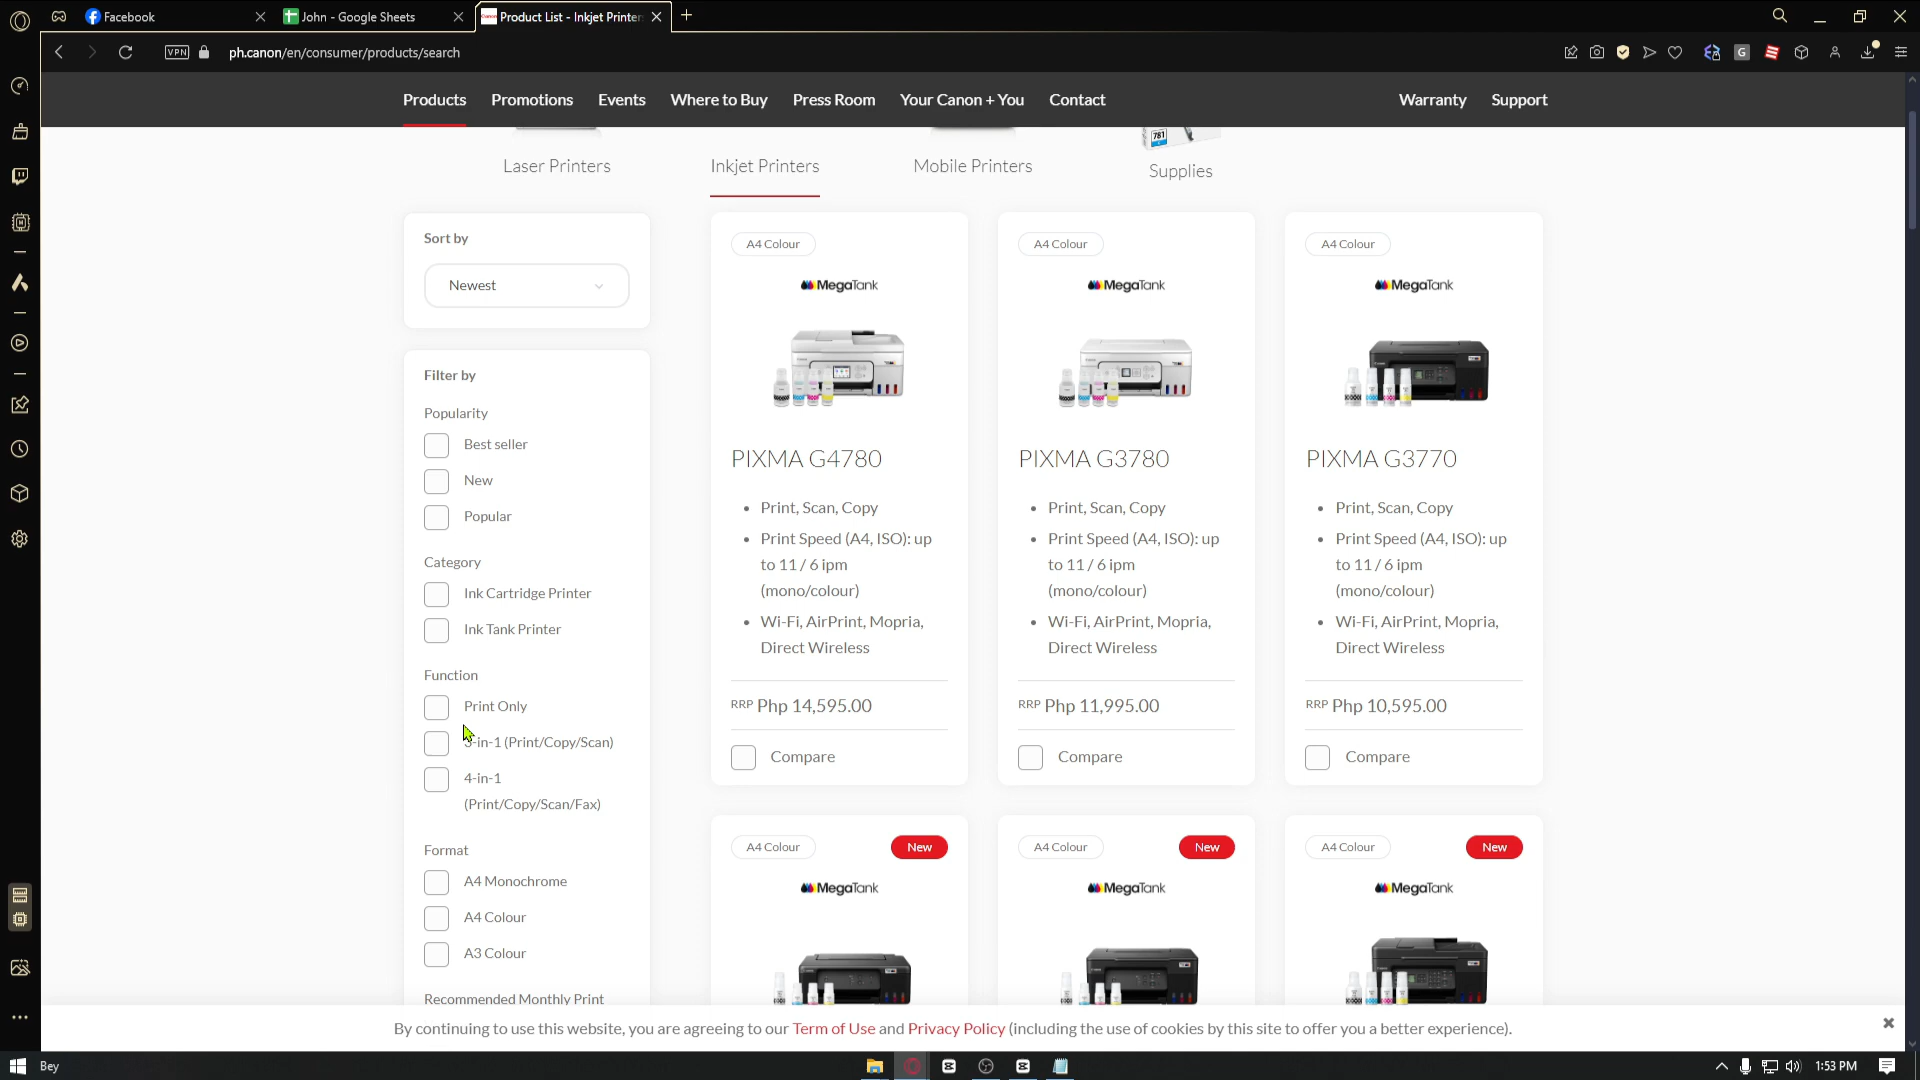 Facebook
John - Google Sheets
Product List - Inkjet Printer
VPN
ph.canon/en/consumer/products/search
Products
Promotions
Events
Where to Buy
Press Room
Your Canon + You
Contact
Warranty
Support
Laser Printers
Inkjet Printers
Mobile Printers
781
Supplies
Sort by
Newest
Filter by
Popularity
Best seller
New
Popular
Category
Ink Cartridge Printer
Ink Tank Printer
Function
Print Only
3-in-1 (Print/Copy/Scan)
4-in-1
(Print/Copy/Scan/Fax)
Format
A4 Monochrome
A4 Colour
A3 Colour
Recommended Monthly Print
A4 Colour
MegaTank
PIXMA G4780
Print, Scan, Copy
Print Speed (A4, ISO): up
to 11 / 6 ipm
(mono/colour)
Wi-Fi, AirPrint, Mopria,
Direct Wireless
RRP Php 14,595.00
Compare
A4 Colour
MegaTank
PIXMA G3780
Print, Scan, Copy
Print Speed (A4, ISO): up
to 11 / 6 ipm
(mono/colour)
Wi-Fi, AirPrint, Mopria,
Direct Wireless
RRP Php 11,995.00
Compare
A4 Colour
MegaTank
PIXMA G3770
Print, Scan, Copy
Print Speed (A4, ISO): up
to 11 / 6 ipm
(mono/colour)
Wi-Fi, AirPrint, Mopria,
Direct Wireless
RRP Php 10,595.00
Compare
A4 Colour
New
MegaTank
A4 Colour
New
MegaTank
A4 Colour
New
MegaTank
By continuing to use this website, you are agreeing to our Term of Use and Privacy Policy (including the use of cookies by this site to offer you a better experience).
Bey
1:53 PM